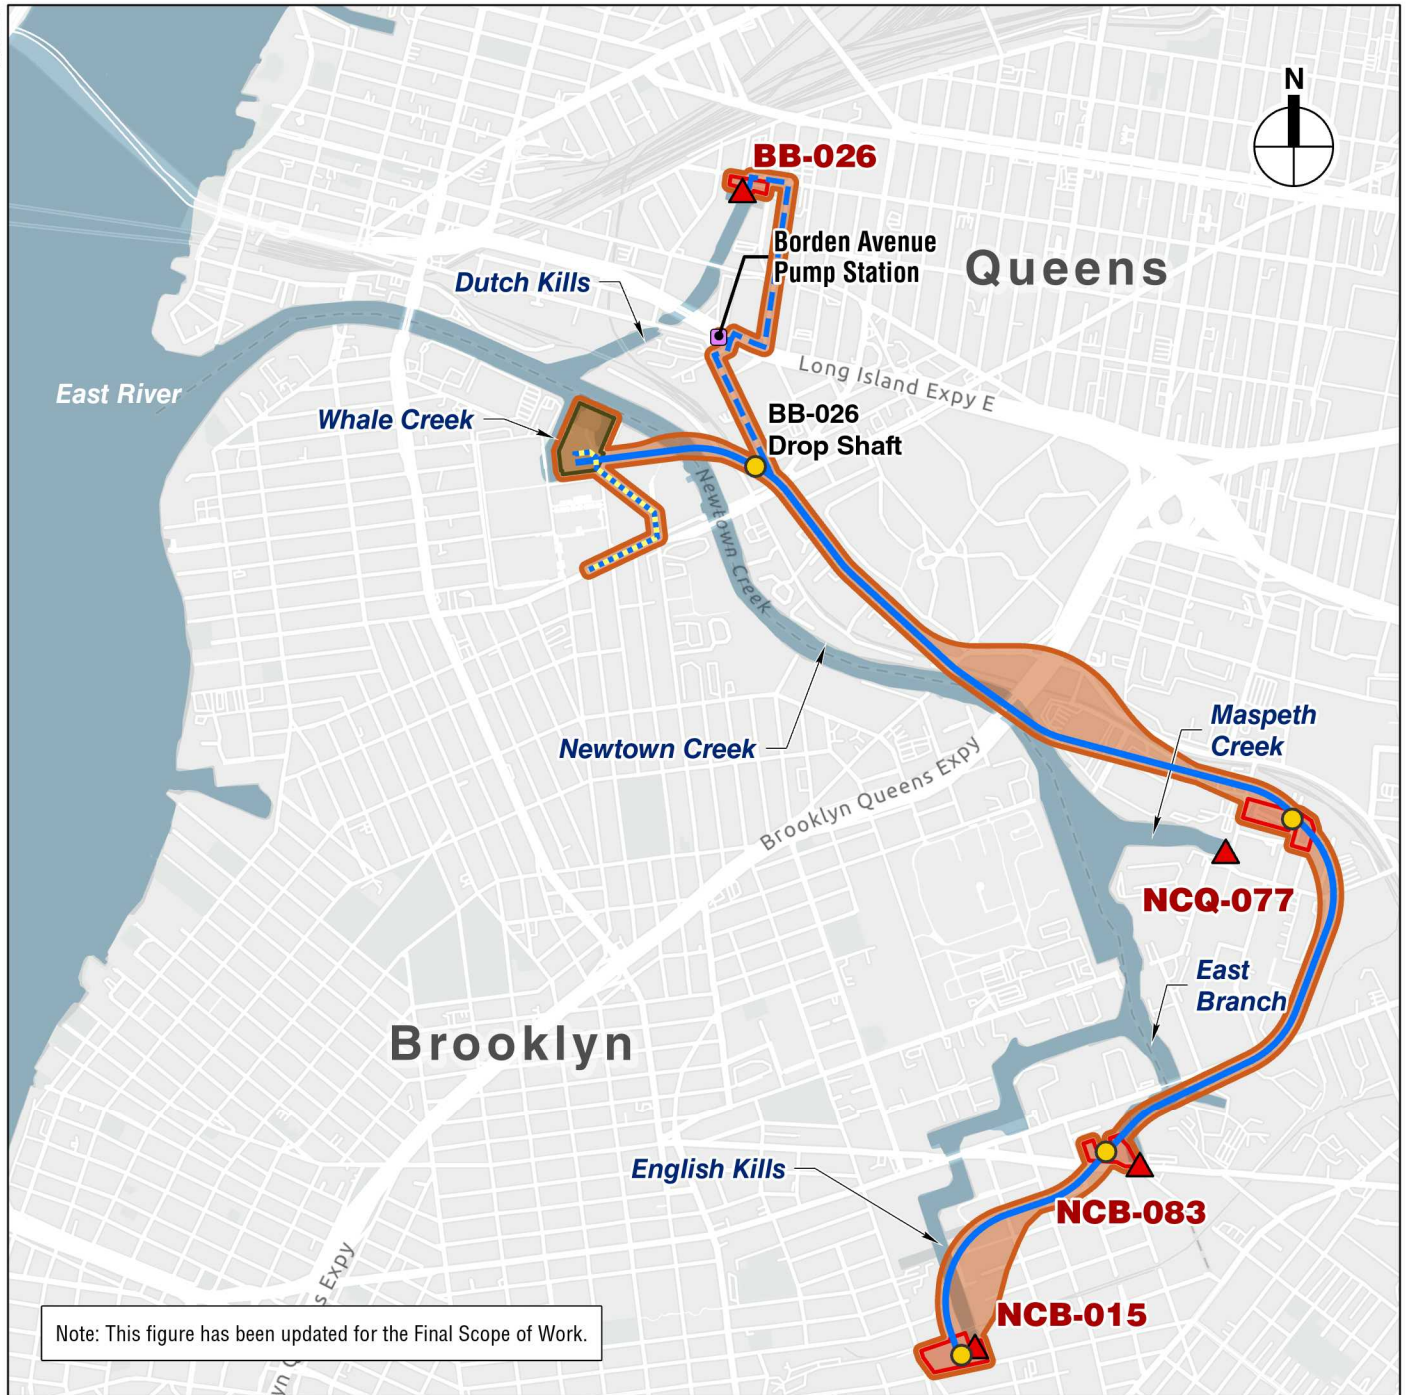 N
BB-026
Borden Avenue
Pump Station
Queens
Dutch Kills
Long Island Expy E
East River
Whale Creek
BB-026
Drop Shaft
Newtown Creek
Newtown Creek
Maspeth
Creek
Brooklyn Queens Expy
NCQ-077
East
Branch
Brooklyn
English Kills
NCB-083
s Expy
NCB-015
Note: This figure has been updated for the Final Scope of Work.